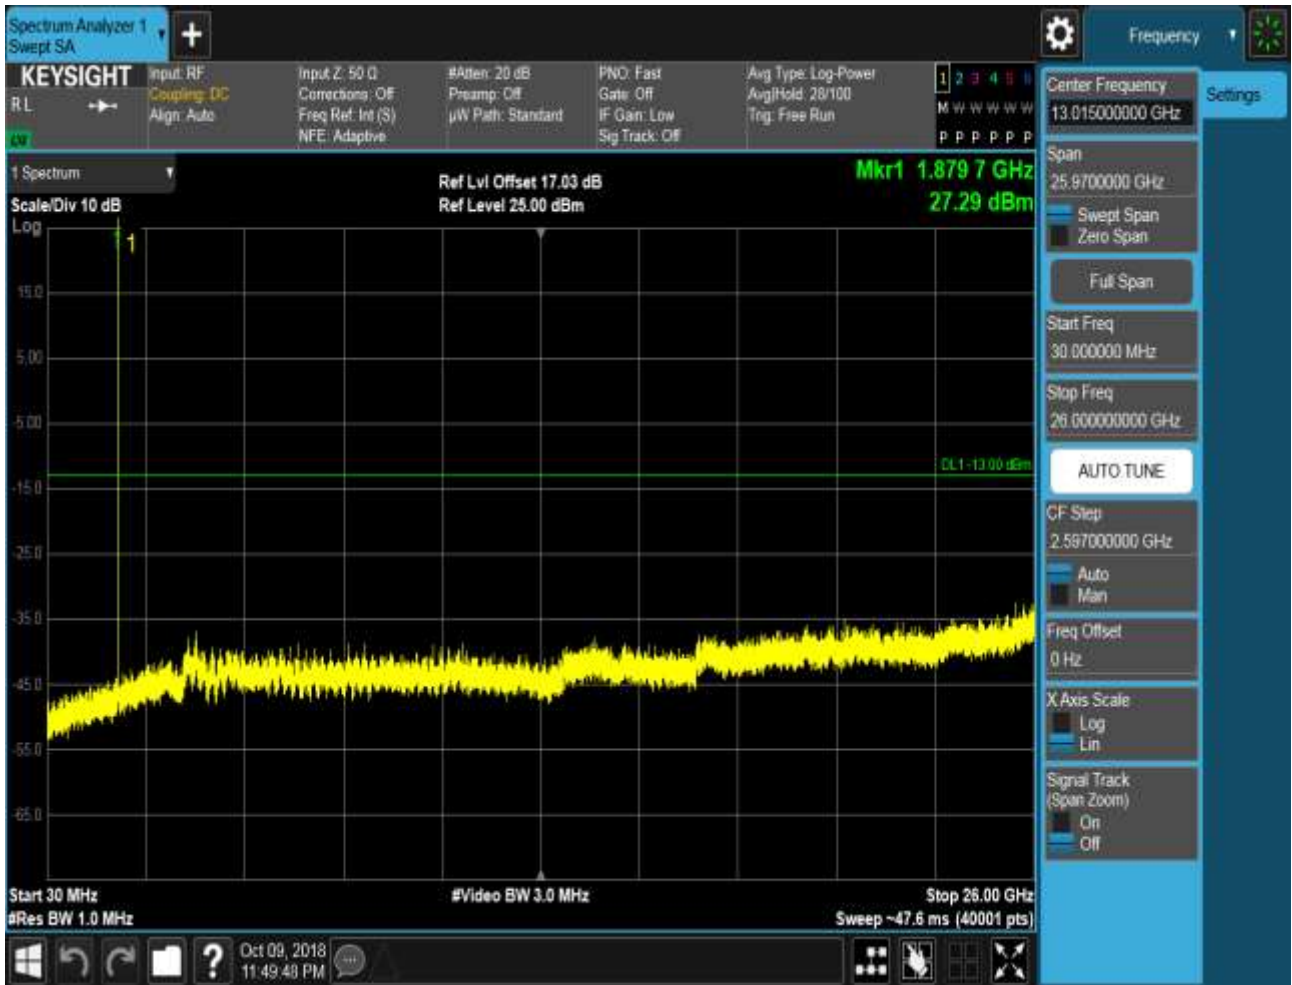 Spectrum Analyzer 1
Swept SA
+
Frequency
KEYSIGHT
R L
Input: RF
Coupling: DC
Align: Auto
Input Z: 50 Ω
Corrections: Off
Freq Ref: Int (S)
NFE: Adaptive
#Atten: 20 dB
Preamp: Off
µW Path: Standard
PNO: Fast
Gate: Off
IF Gain: Low
Sig Track: Off
Avg Type: Log-Power
Avg|Hold: 28/100
Trig: Free Run
1 2 3 4 5 6
M W W W W W
P P P P P P
1 Spectrum
Scale/Div 10 dB
Log
Ref Lvl Offset 17.03 dB
Ref Level 25.00 dBm
Mkr1 1.879 7 GHz
27.29 dBm
1
15.0
5.00
-5.00
DL1 -13.00 dBm
-15.0
-25.0
-35.0
-45.0
-55.0
-65.0
Start 30 MHz
#Video BW 3.0 MHz
Stop 26.00 GHz
#Res BW 1.0 MHz
Sweep ~47.6 ms (40001 pts)
Center Frequency
13.015000000 GHz
Settings
Span
25.9700000 GHz
Swept Span
Zero Span
Full Span
Start Freq
30.000000 MHz
Stop Freq
26.000000000 GHz
AUTO TUNE
CF Step
2.597000000 GHz
Auto
Man
Freq Offset
0 Hz
X Axis Scale
Log
Lin
Signal Track
(Span Zoom)
On
Off
?
Oct 09, 2018
11:49:48 PM